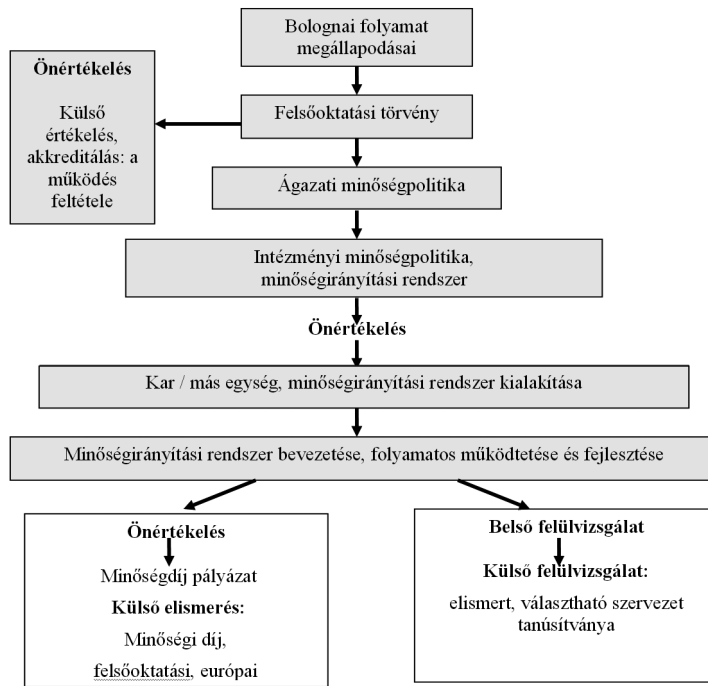 Bolognai folyamat
megállapodásai
Önértékelés
Külső
értékelés,
akkreditálás: a
működés
feltétele
Felsőoktatási törvény
Ágazati minőségpolitika
Intézményi minőségpolitika,
minőségirányítási rendszer
Önértékelés
Kar / más egység, minőségirányítási rendszer kialakítása
Minőségirányítási rendszer bevezetése, folyamatos működtetése és fejlesztése
Önértékelés
Minőségdíj pályázat
Külső elismerés:
Minőségi díj,
felsőoktatási, európai
Belső felülvizsgálat
Külső felülvizsgálat:
elismert, választható szervezet
tanúsítványa